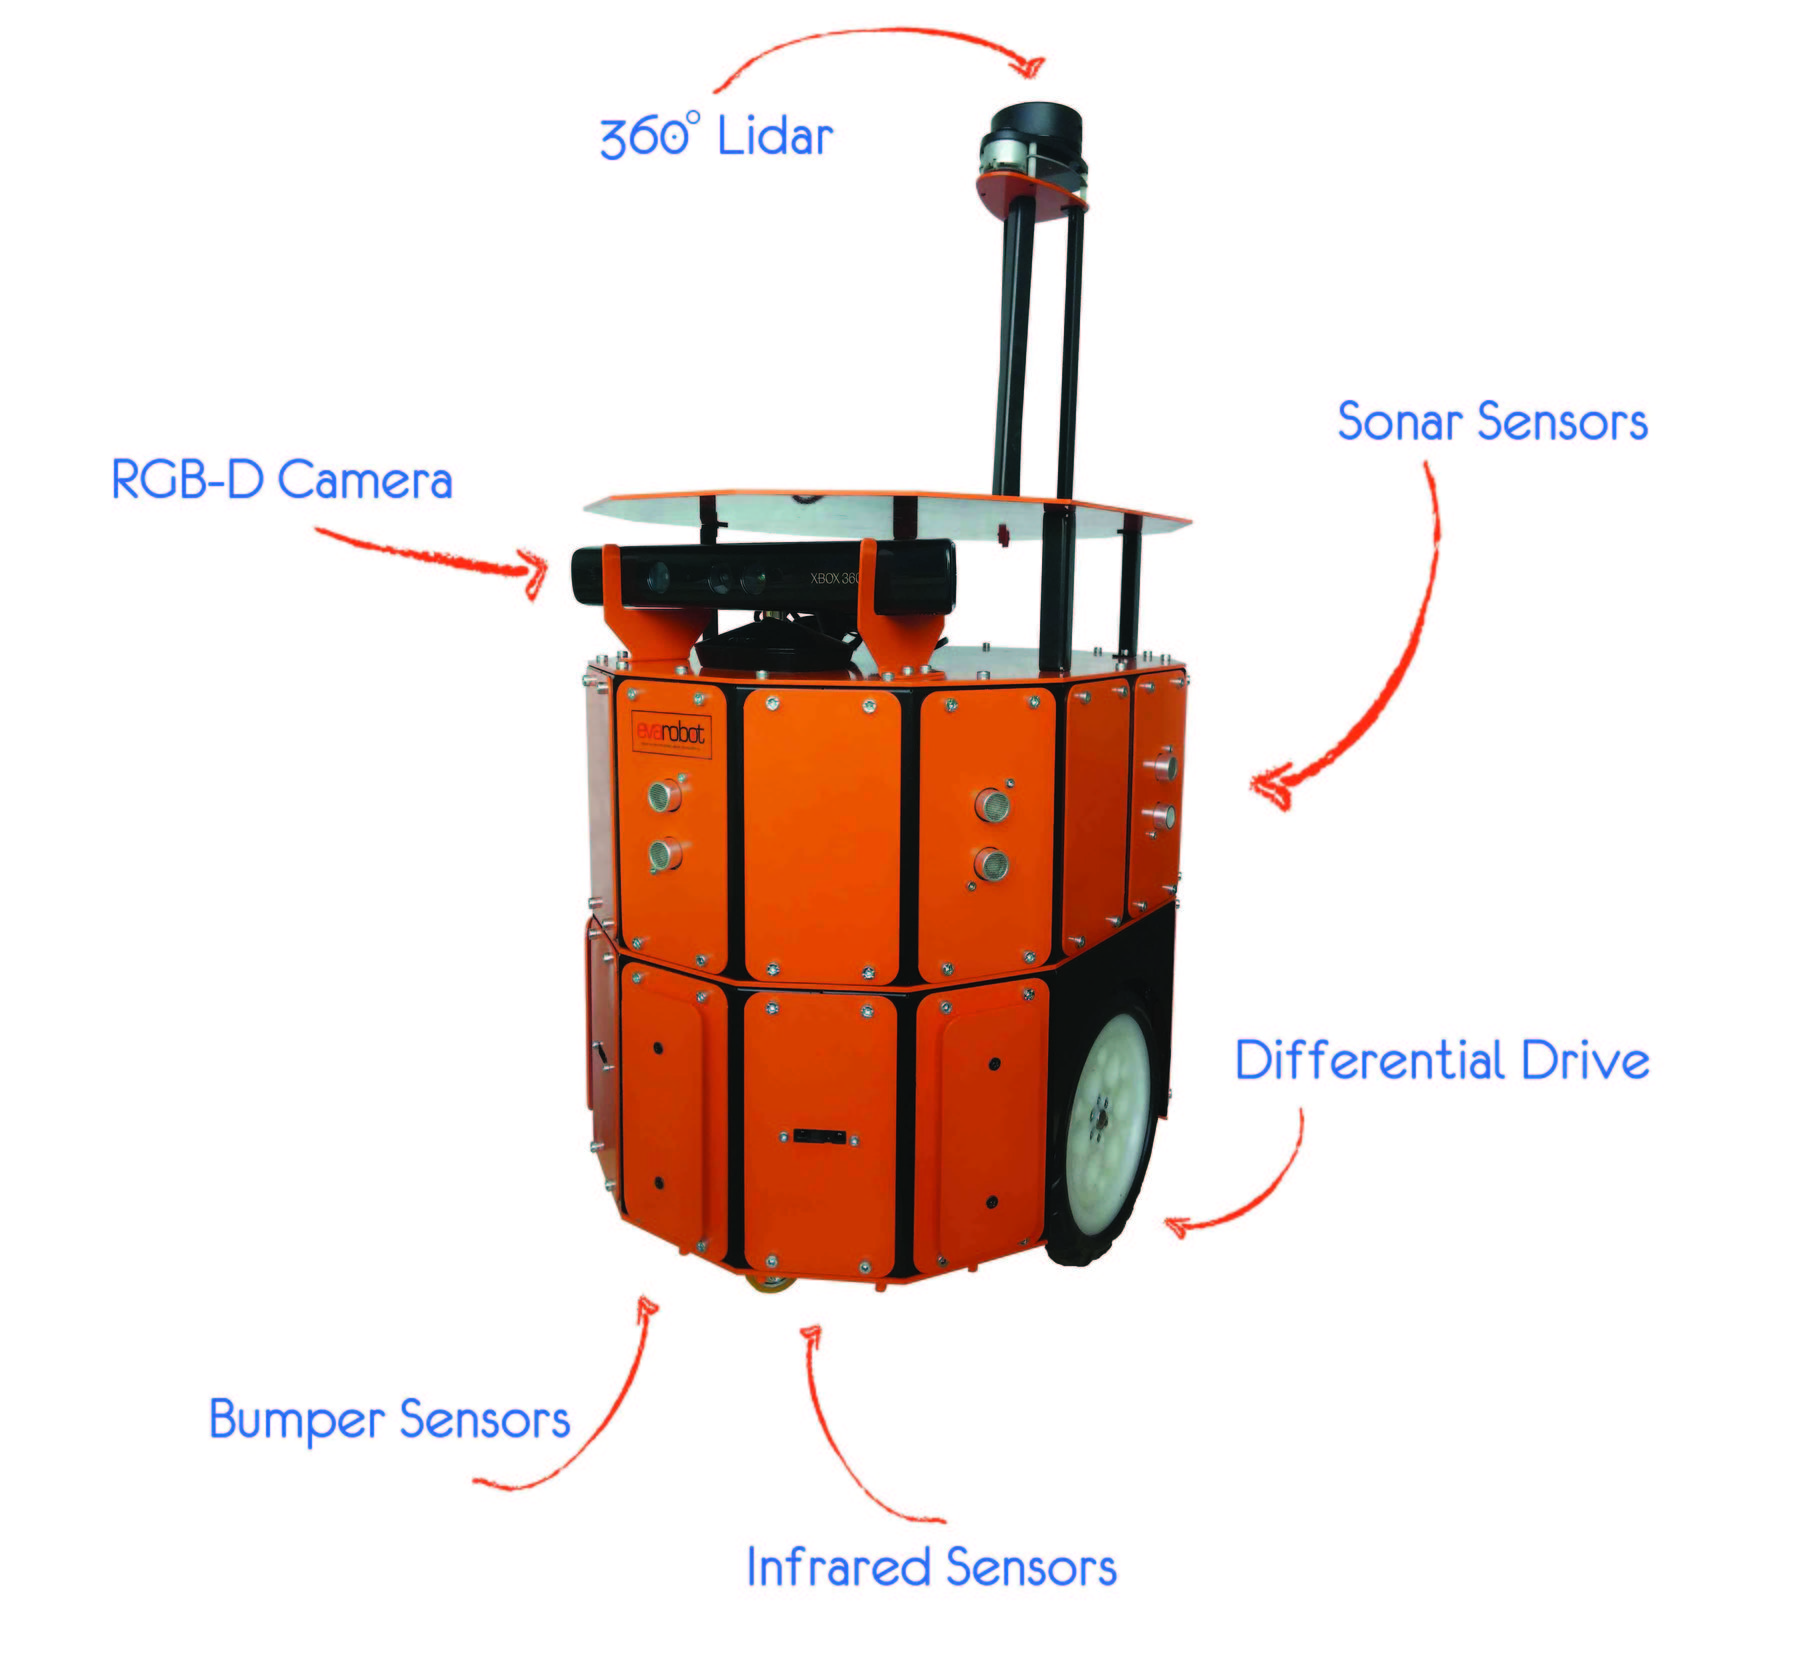 360° Lidar
Sonar Sensors
RGB-D Camera
XBOX 360
evarobot
Differential Drive
Bumper Sensors
Infrared Sensors